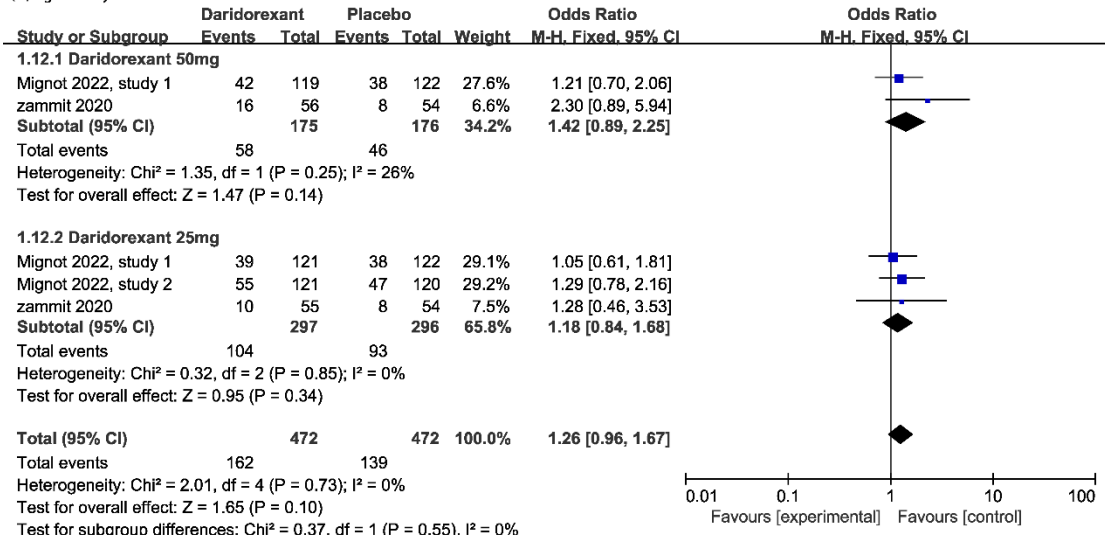 Daridorexant Placebo Odds Ratio Odds Ratio
Study or Subgroup Events Total Events Total Weight M-H, Fixed, 95% CI M-H, Fixed, 95% CI
1.12.1 Daridorexant 50mg
Mignot 2022, study 1 42 119 38 122 27.6% 1.21 [0.70, 2.06]
zammit 2020 16 56 8 54 6.6% 2.30 [0.89, 5.94]
Subtotal (95% CI) 175 176 34.2% 1.42 [0.89, 2.25]
Total events 58 46
Heterogeneity: Chi² = 1.35, df = 1 (P = 0.25); I² = 26%
Test for overall effect: Z = 1.47 (P = 0.14)
1.12.2 Daridorexant 25mg
Mignot 2022, study 1 39 121 38 122 29.1% 1.05 [0.61, 1.81]
Mignot 2022, study 2 55 121 47 120 29.2% 1.29 [0.78, 2.16]
zammit 2020 10 55 8 54 7.5% 1.28 [0.46, 3.53]
Subtotal (95% CI) 297 296 65.8% 1.18 [0.84, 1.68]
Total events 104 93
Heterogeneity: Chi² = 0.32, df = 2 (P = 0.85); I² = 0%
Test for overall effect: Z = 0.95 (P = 0.34)
Total (95% CI) 472 472 100.0% 1.26 [0.96, 1.67]
Total events 162 139
Heterogeneity: Chi² = 2.01, df = 4 (P = 0.73); I² = 0%
Test for overall effect: Z = 1.65 (P = 0.10)
Test for subgroup differences: Chi² = 0.37, df = 1 (P = 0.55), I² = 0%
0.01 0.1 1 10 100
Favours [experimental] Favours [control]